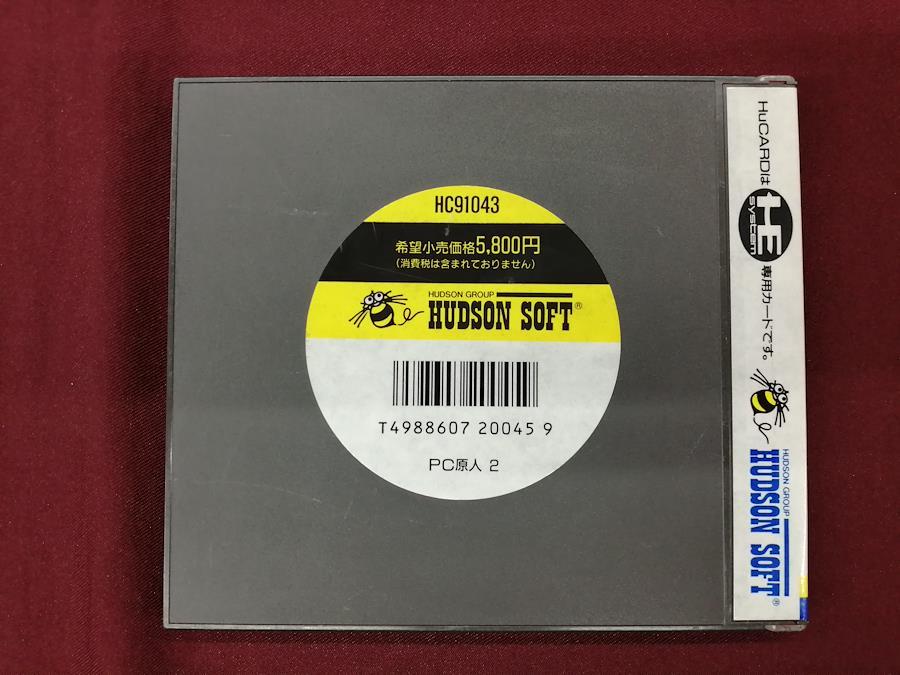 HC91043
希望小売価格5,800円
(消費税は含まれておりません)
HUDSON GROUP
HUDSON SOFT®
T4988607 20045 9
PC原人 2
HuCARDは
HE
system
専用カードです。
HUDSON GROUP
HUDSON SOFT®